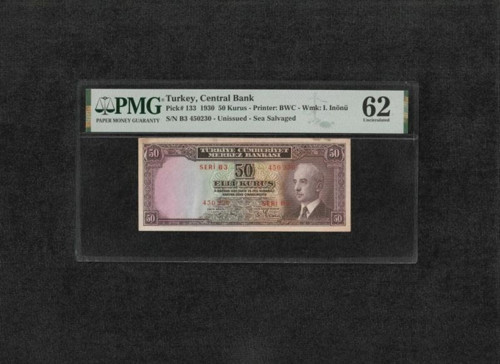 PMG
PAPER MONEY GUARANTY
Turkey, Central Bank
Pick# 133 1930 50 Kurus - Printer: BWC - Wmk: I. Inönü
S/N B3 450230 - Unissued - Sea Salvaged
62
Uncirculated
TÜRKİYE CUMHURİYET
MERKEZ BANKASI
50 50
SERİ B3 50
ELLİ KURUŞ
SERİ B
50 50